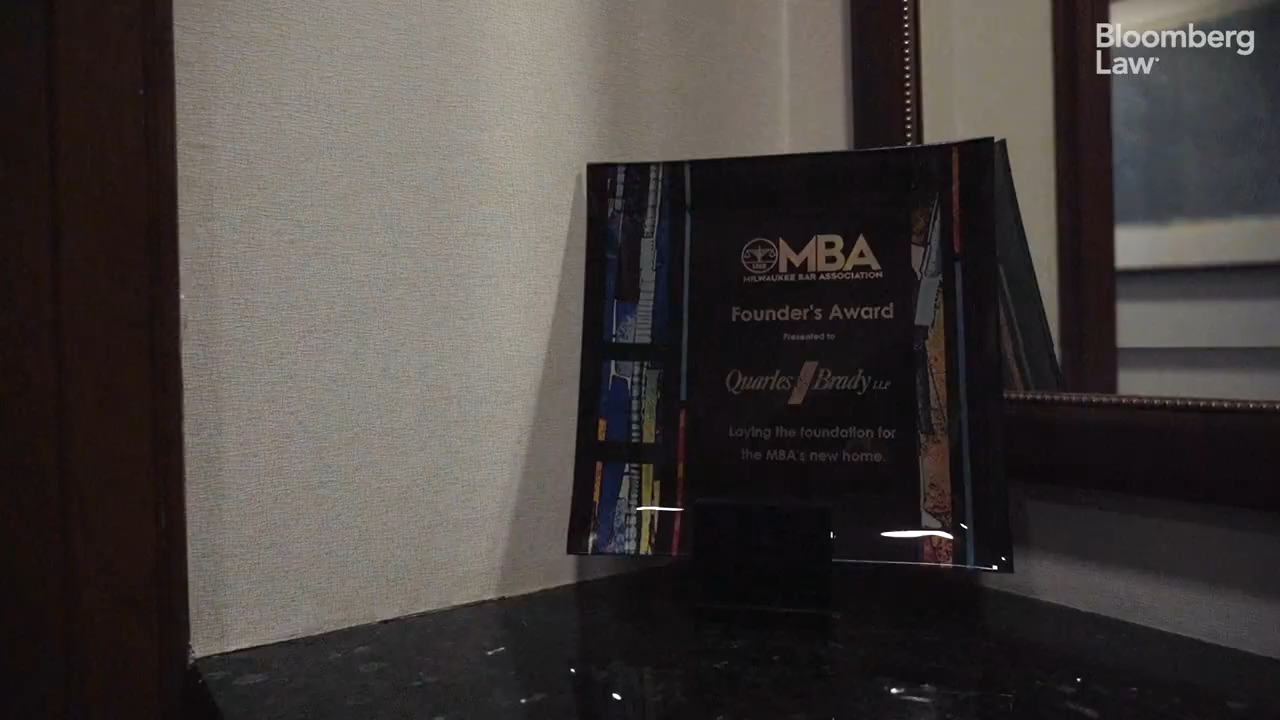 Bloomberg
Law
MBA
MILWAUKEE BAR ASSOCIATION
Founder's Award
Presented to
Quarles & Brady LLP
Laying the foundation for
the MBA's new home.